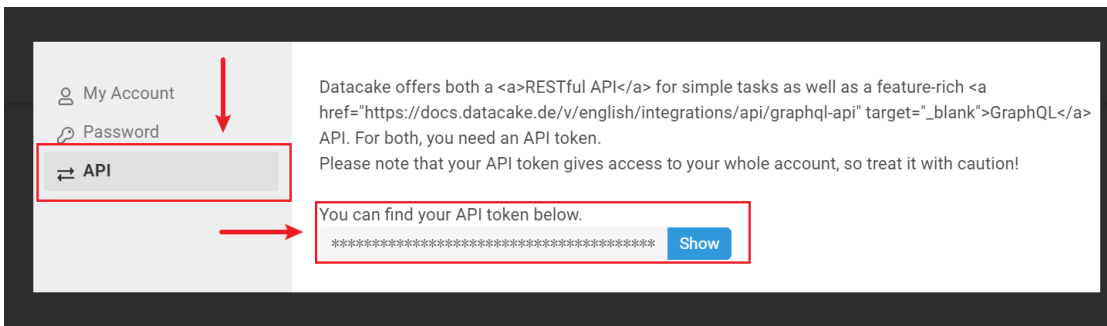 My Account
Password
API
Datacake offers both a <a>RESTful API</a> for simple tasks as well as a feature-rich <a
href="https://docs.datacake.de/v/english/integrations/api/graphql-api" target="_blank">GraphQL</a>
API. For both, you need an API token.
Please note that your API token gives access to your whole account, so treat it with caution!
You can find your API token below.
**************************************** Show